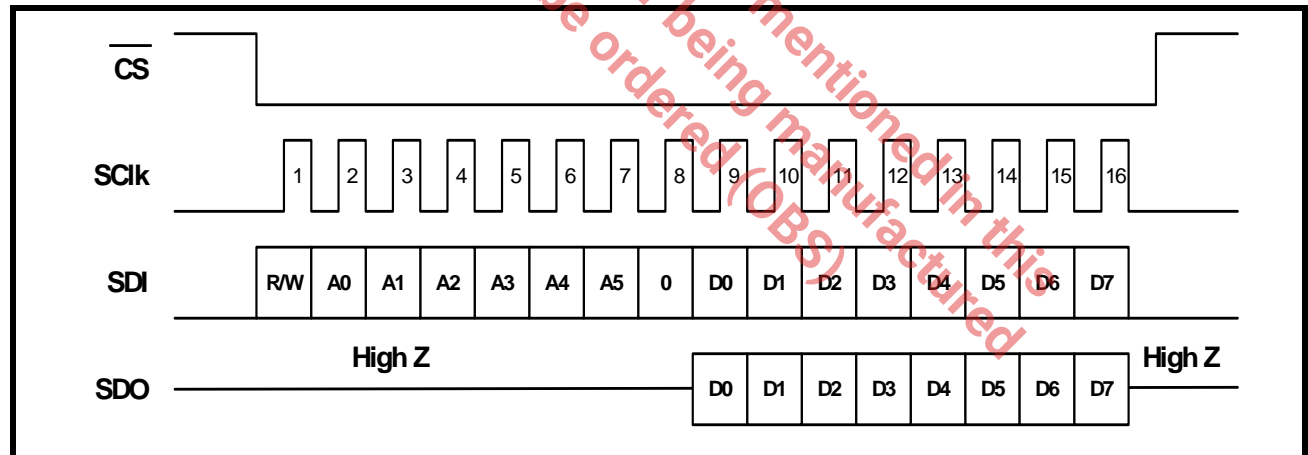 mentioned in this
being manufactured
be ordered (OBS)
CS
SClk
1 2 3 4 5 6 7 8 9 10 11 12 13 14 15 16
SDI
R/W A0 A1 A2 A3 A4 A5 0 D0 D1 D2 D3 D4 D5 D6 D7
High Z
High Z
SDO
D0 D1 D2 D3 D4 D5 D6 D7